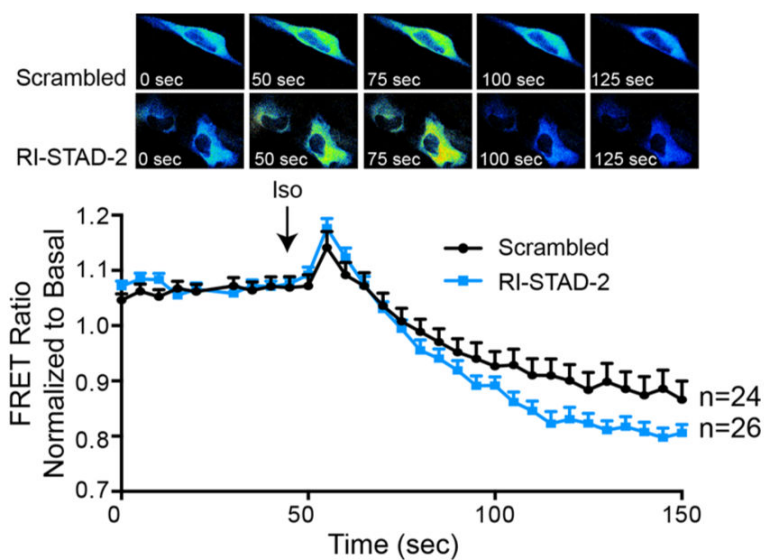 Scrambled
0 sec
50 sec
75 sec
100 sec
125 sec
RI-STAD-2
0 sec
50 sec
75 sec
100 sec
125 sec
Iso
FRET Ratio
Normalized to Basal
1.2
1.1
1.0
0.9
0.8
0.7
Scrambled
RI-STAD-2
n=24
n=26
0
50
100
150
Time (sec)